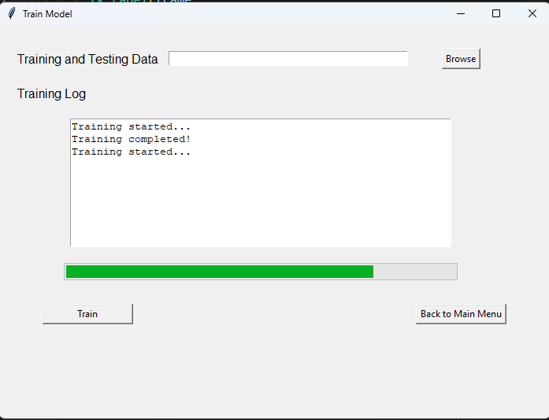 Train Model
Training and Testing Data
Browse
Training Log
Training started...
Training completed!
Training started...
Train
Back to Main Menu